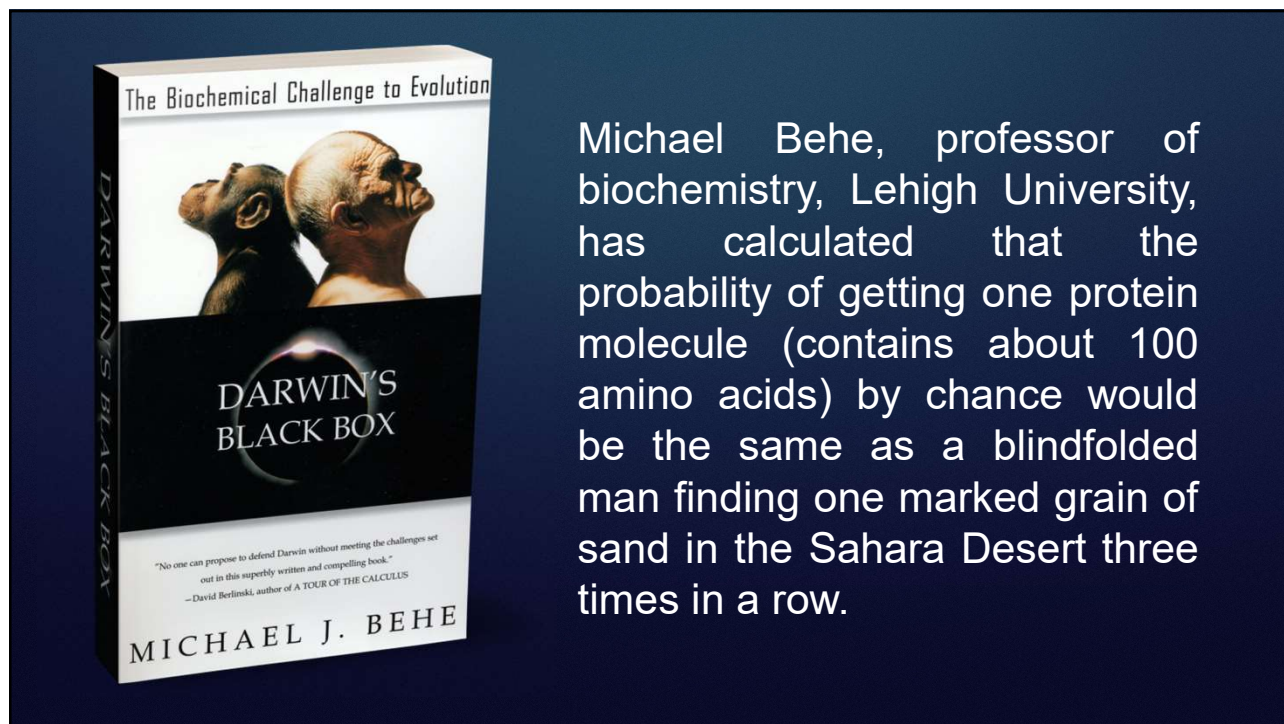 The Biochemical Challenge to Evolution
DARWIN'S BLACK BOX
DARWIN'S
BLACK BOX
"No one can propose to defend Darwin without meeting the challenges set
out in this superbly written and compelling book."
—David Berlinski, author of A TOUR OF THE CALCULUS
MICHAEL J. BEHE
Michael Behe, professor of
biochemistry, Lehigh University,
has calculated that the
probability of getting one protein
molecule (contains about 100
amino acids) by chance would
be the same as a blindfolded
man finding one marked grain of
sand in the Sahara Desert three
times in a row.